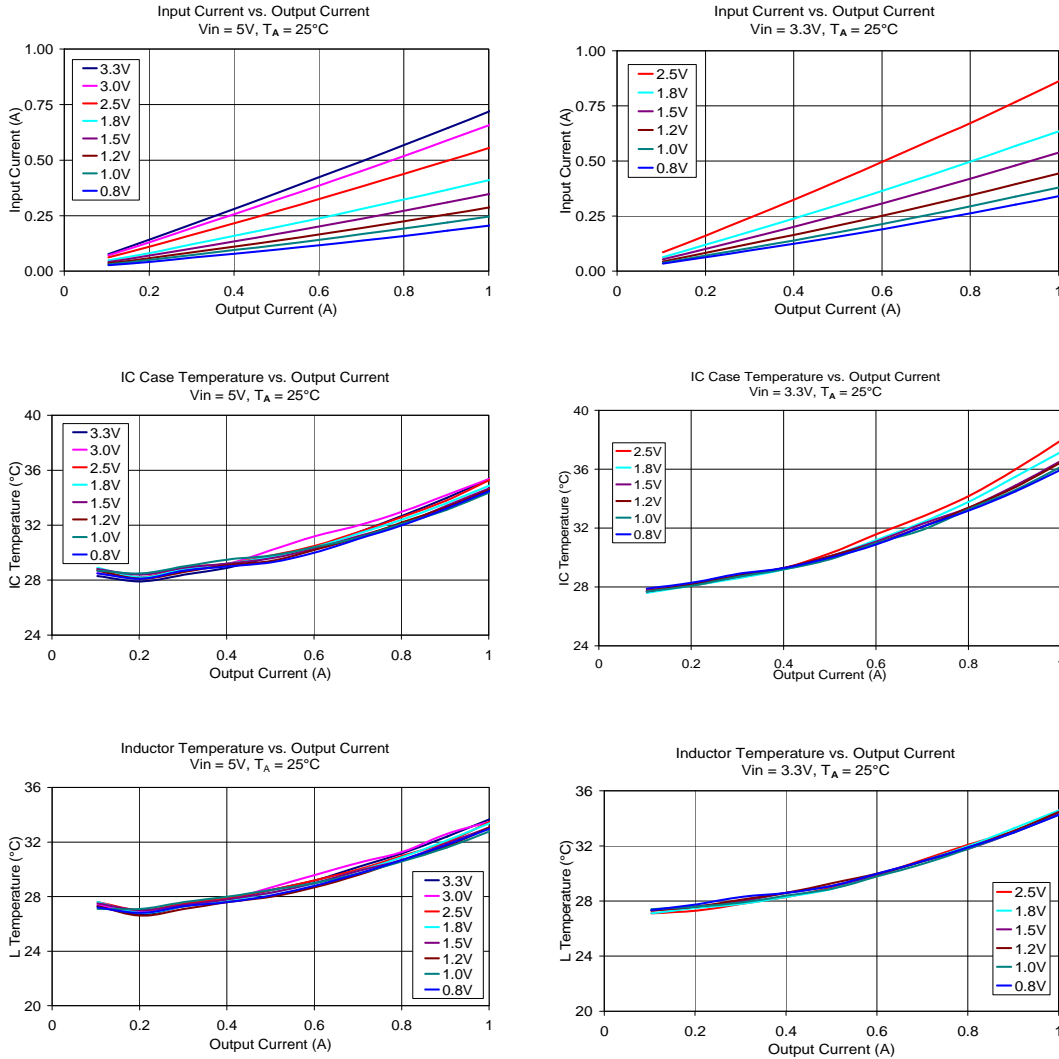 Input Current vs. Output Current
Vin = 5V, TA = 25°C
Input Current (A)
1.00
0.75
0.50
0.25
0.00
3.3V
3.0V
2.5V
1.8V
1.5V
1.2V
1.0V
0.8V
0 0.2 0.4 0.6 0.8 1
Output Current (A)
Input Current vs. Output Current
Vin = 3.3V, TA = 25°C
Input Current (A)
1.00
0.75
0.50
0.25
0.00
2.5V
1.8V
1.5V
1.2V
1.0V
0.8V
0 0.2 0.4 0.6 0.8 1
Output Current (A)
IC Case Temperature vs. Output Current
Vin = 5V, TA = 25°C
IC Temperature (°C)
40
36
32
28
24
3.3V
3.0V
2.5V
1.8V
1.5V
1.2V
1.0V
0.8V
0 0.2 0.4 0.6 0.8 1
Output Current (A)
IC Case Temperature vs. Output Current
Vin = 3.3V, TA = 25°C
IC Temperature (°C)
40
36
32
28
24
2.5V
1.8V
1.5V
1.2V
1.0V
0.8V
0 0.2 0.4 0.6 0.8
Output Current (A)
Inductor Temperature vs. Output Current
Vin = 5V, TA = 25°C
L Temperature (°C)
36
32
28
24
20
3.3V
3.0V
2.5V
1.8V
1.5V
1.2V
1.0V
0.8V
0 0.2 0.4 0.6 0.8 1
Output Current (A)
Inductor Temperature vs. Output Current
Vin = 3.3V, TA = 25°C
L Temperature (°C)
36
32
28
24
20
2.5V
1.8V
1.5V
1.2V
1.0V
0.8V
0 0.2 0.4 0.6 0.8 1
Output Current (A)